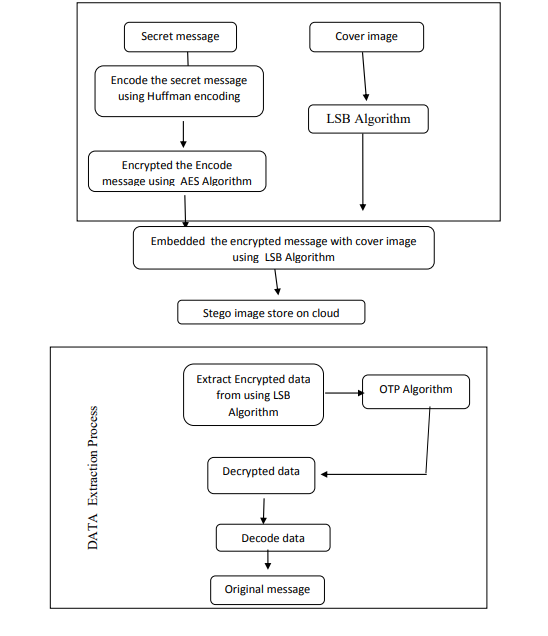 Secret message
Cover image
Encode the secret message
using Huffman encoding
LSB Algorithm
Encrypted the Encode
message using AES Algorithm
Embedded the encrypted message with cover image
using LSB Algorithm
Stego image store on cloud
DATA Extraction Process
Extract Encrypted data
from using LSB
Algorithm
OTP Algorithm
Decrypted data
Decode data
Original message